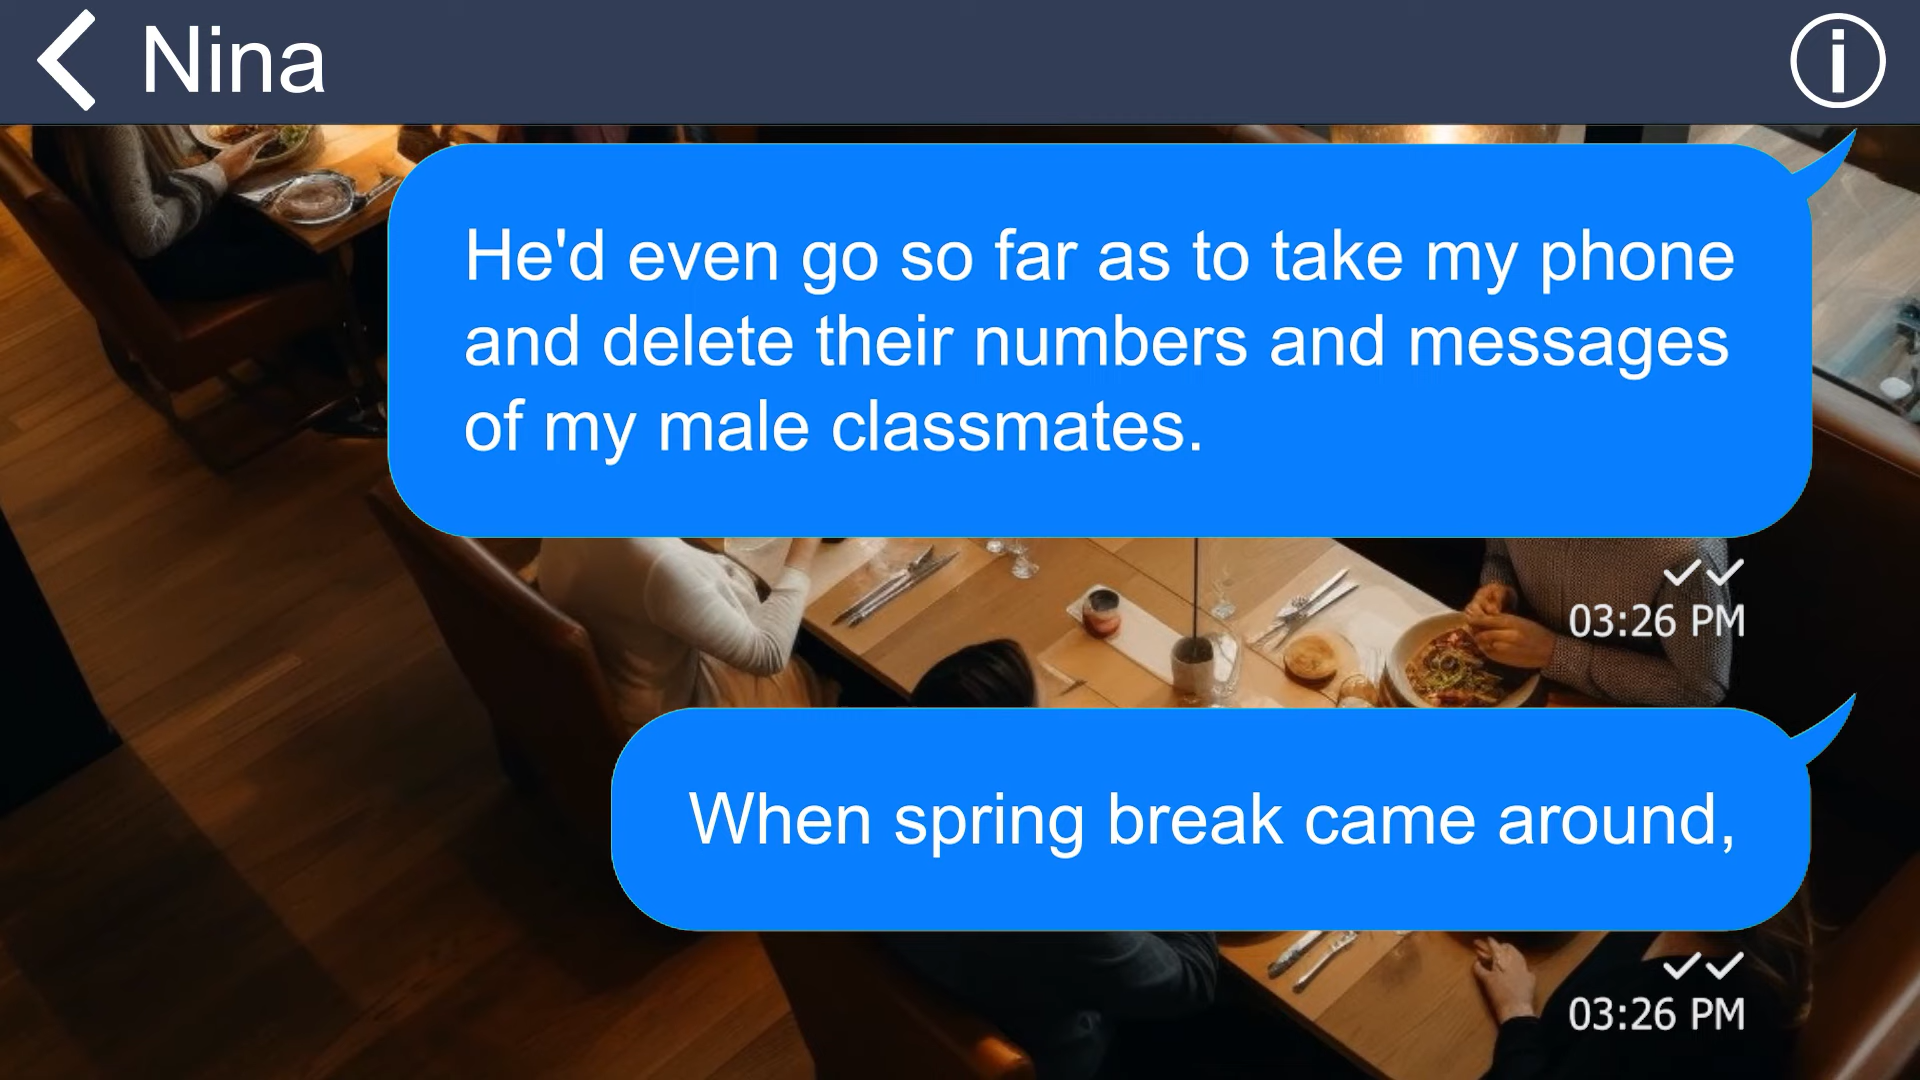 Nina
He'd even go so far as to take my phone
and delete their numbers and messages
of my male classmates.
03:26 PM
When spring break came around,
03:26 PM